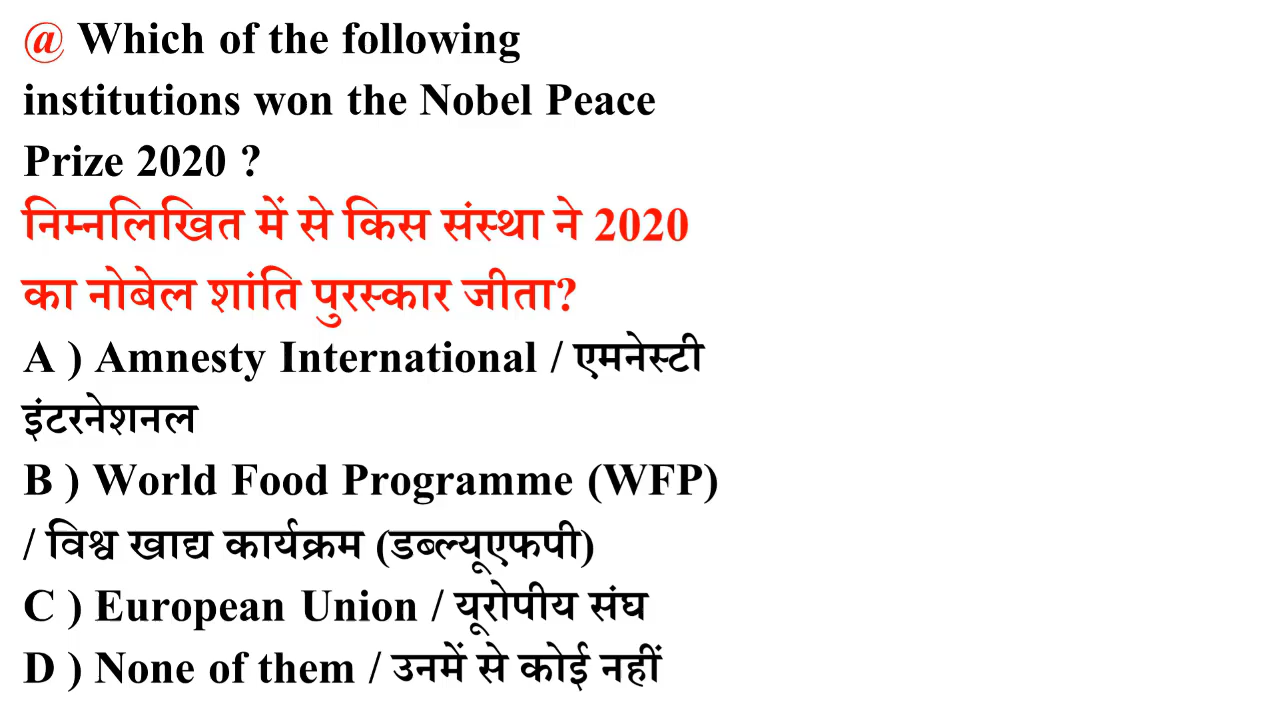 @ Which of the following
institutions won the Nobel Peace
Prize 2020 ?
निम्नलिखित में से किस संस्था ने 2020
का नोबेल शांति पुरस्कार जीता?
A ) Amnesty International / एमनेस्टी
इंटरनेशनल
B ) World Food Programme (WFP)
/ विश्व खाद्य कार्यक्रम (डब्ल्यूएफपी)
C ) European Union / यूरोपीय संघ
D ) None of them / उनमें से कोई नहीं